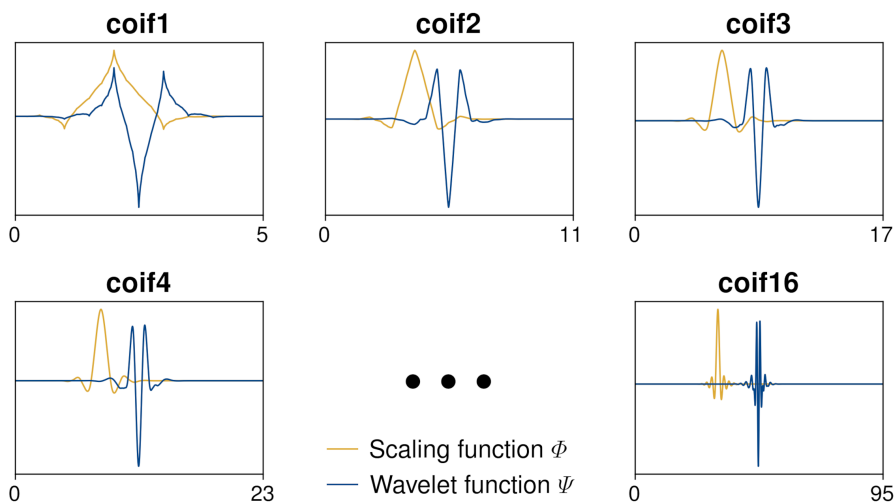 coif1
coif2
coif3
0
5
0
11
0
17
coif4
coif16
0
23
Scaling function Φ
Wavelet function Ψ
0
95